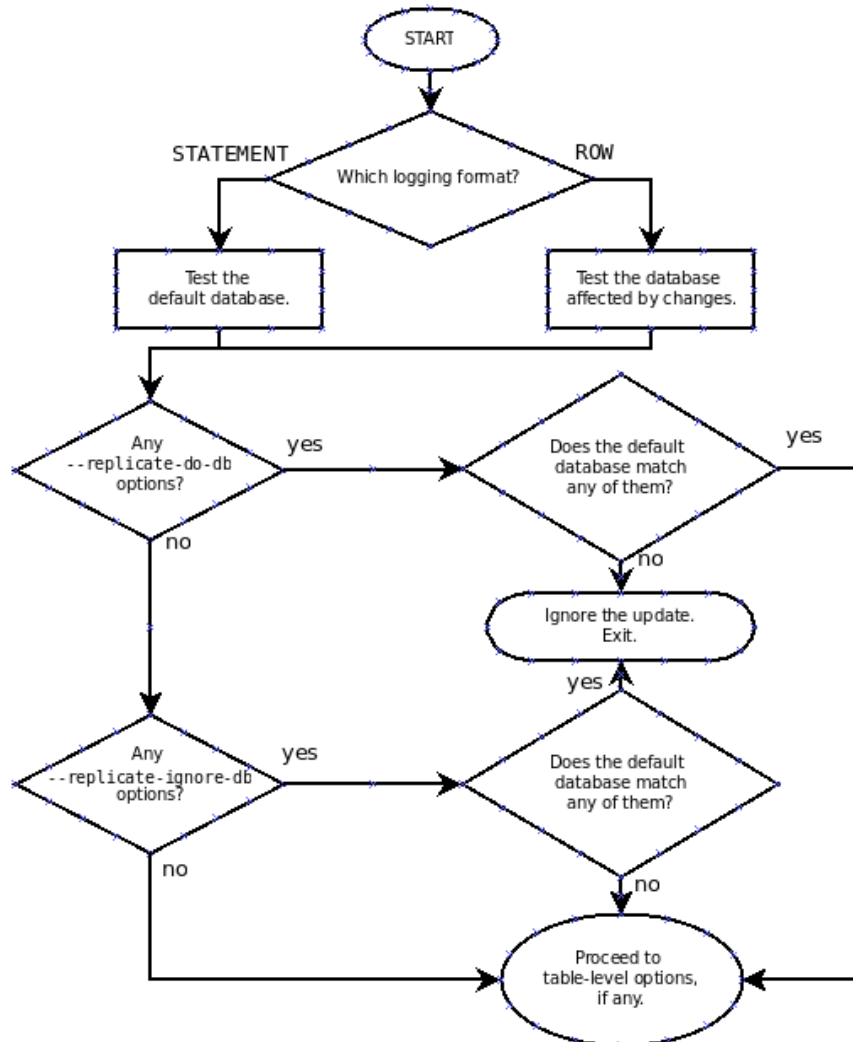 START
STATEMENT
ROW
Which logging format?
Test the
default database.
Test the database
affected by changes.
Any
--replicate-do-db
options?
yes
Does the default
database match
any of them?
yes
no
no
Ignore the update.
Exit.
yes
Any
--replicate-ignore-db
options?
yes
Does the default
database match
any of them?
no
no
Proceed to
table-level options,
if any.